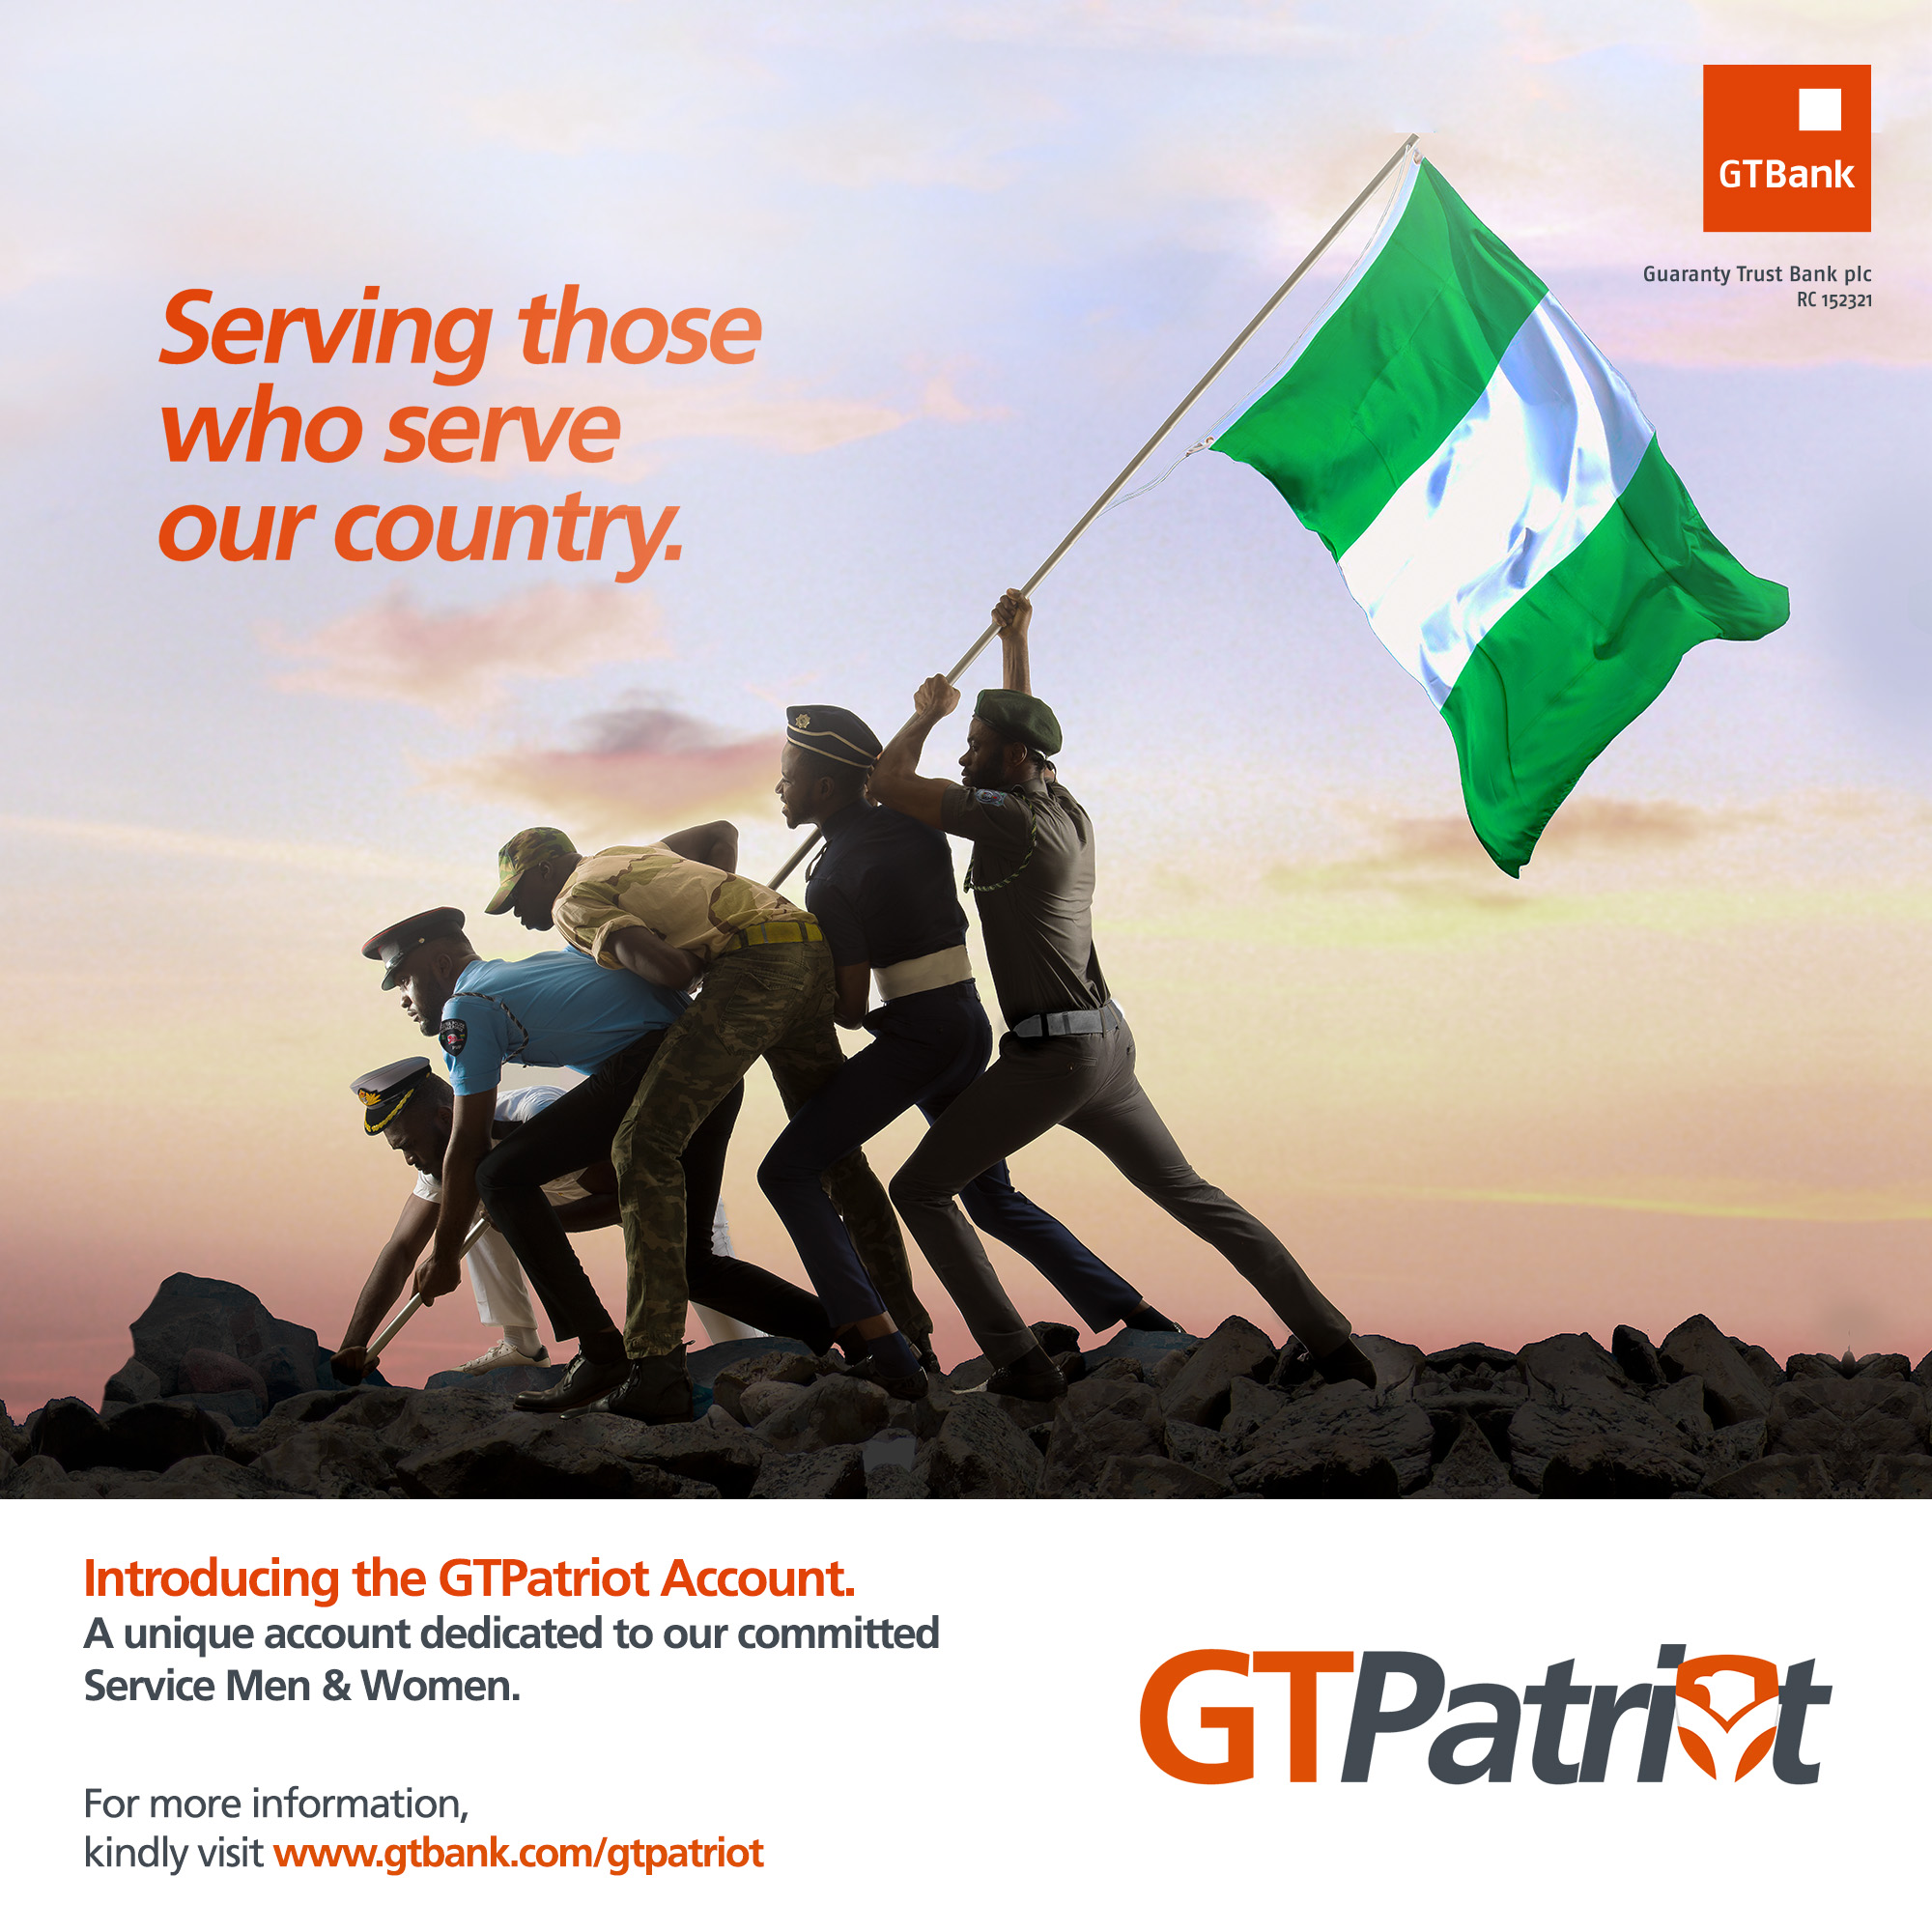 GTBank
Guaranty Trust Bank plc
RC 152321
Serving those
who serve
our country.
Introducing the GTPatriot Account.
A unique account dedicated to our committed
Service Men & Women.
For more information,
kindly visit www.gtbank.com/gtpatriot
GTPatriot